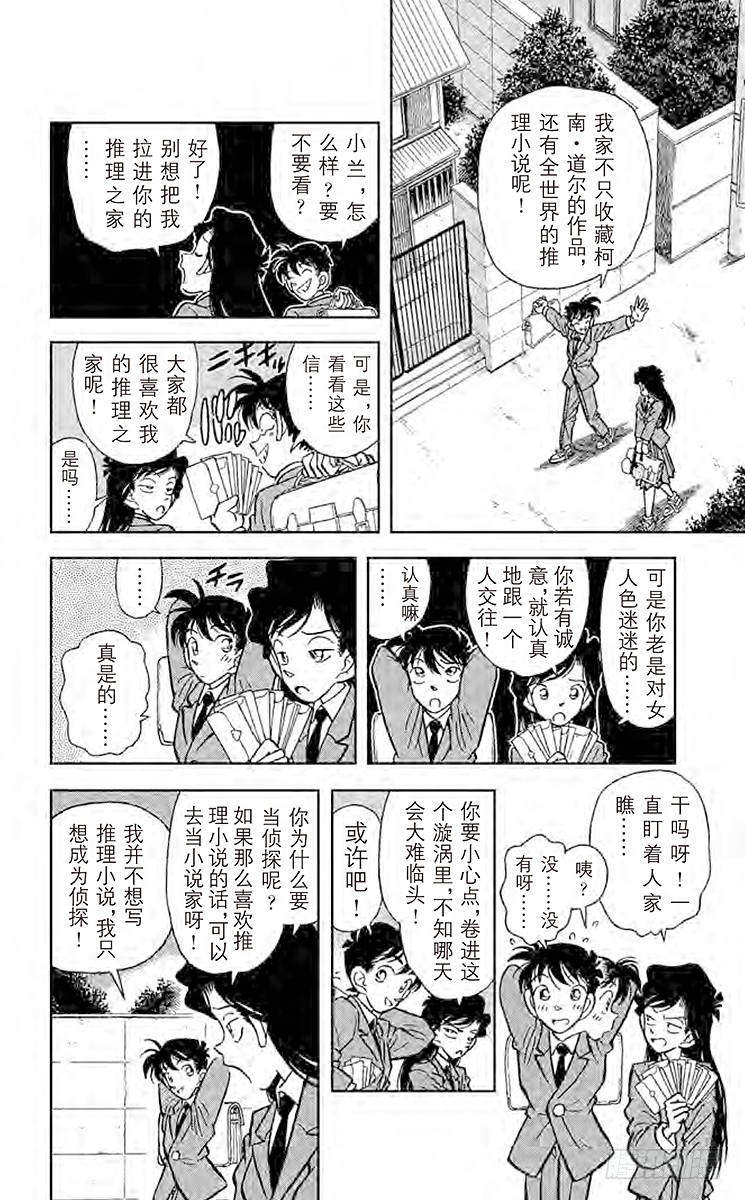 我家不只收藏柯
南·道尔的作品，
还有全世界的推
理小说呢！
小兰，怎
么样？要
不要看？
好了！
别想把我
拉进你的
推理之家
……
可是，你
看看这些
信……
大家都
很喜欢我
的推理之
家呢！
是吗……
可是你老是对女
人色迷迷的……
你若有诚
意，就认真
地跟一个
人交往！
认真嘛
……
……
真是的……
干吗呀！一
直盯着人家
瞧……
咦？
没……没
有呀……
你要小心点，卷进这
个漩涡里，不知哪天
会大难临头！
或许吧！
你为什么要
当侦探呢？
如果那么喜欢推
理小说的话，可以
去当小说家呀！
我并不想写
推理小说，我只
想成为侦探！